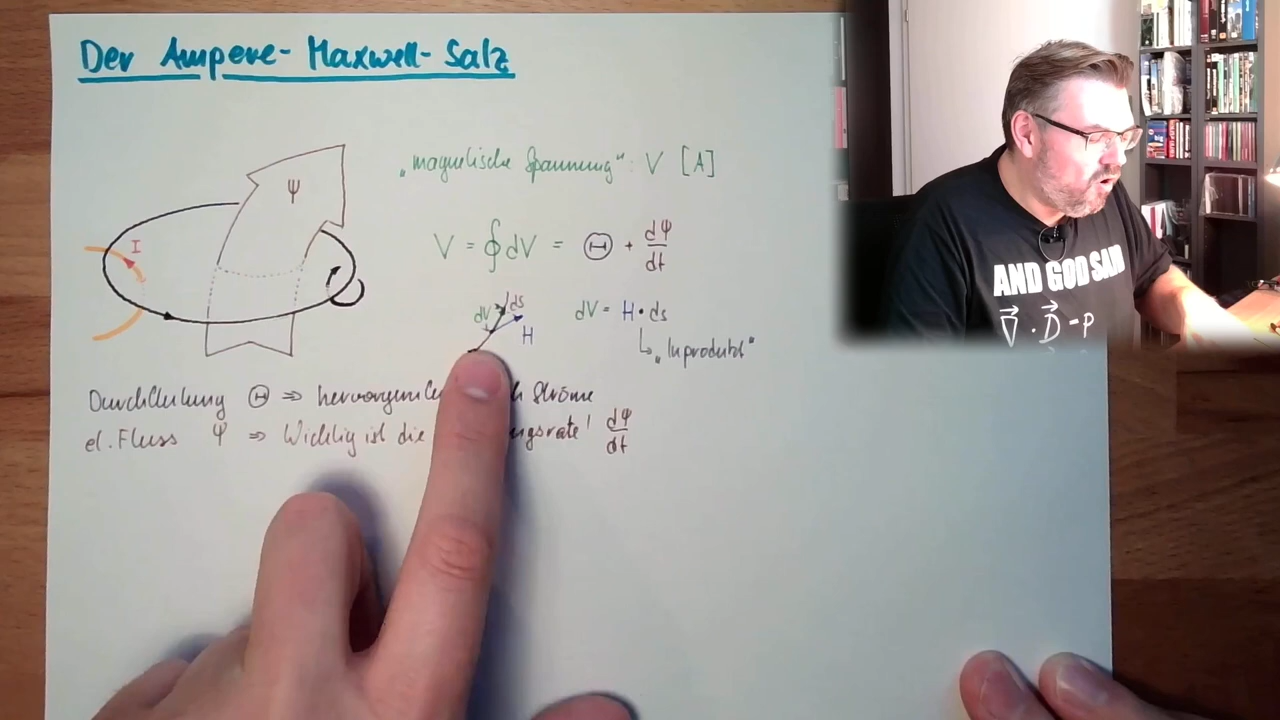 Der Ampere-Maxwell-Satz
Ψ
I
„magnetische Spannung“: V [A]
V = ∮dV = Θ + dΨ/dt
dV ds
H
dV = H • ds
↳ „Inprodukt“
Durchflutung Θ ⇒ Ströme
el. Fluss Ψ ⇒ Wichtig ist die dΨ/dt
AND GOD SAID
∇ · D = ρ